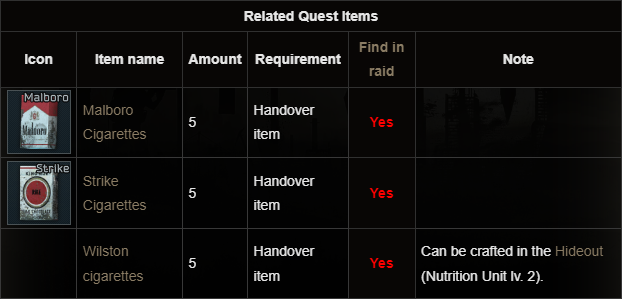 Related Quest Items
Icon Item name Amount Requirement Find in raid Note
Malboro
Malboro
Malboro Cigarettes 5 Handover item Yes
Strike
Strike Cigarettes 5 Handover item Yes
Wilston cigarettes 5 Handover item Yes Can be crafted in the Hideout (Nutrition Unit lv. 2).